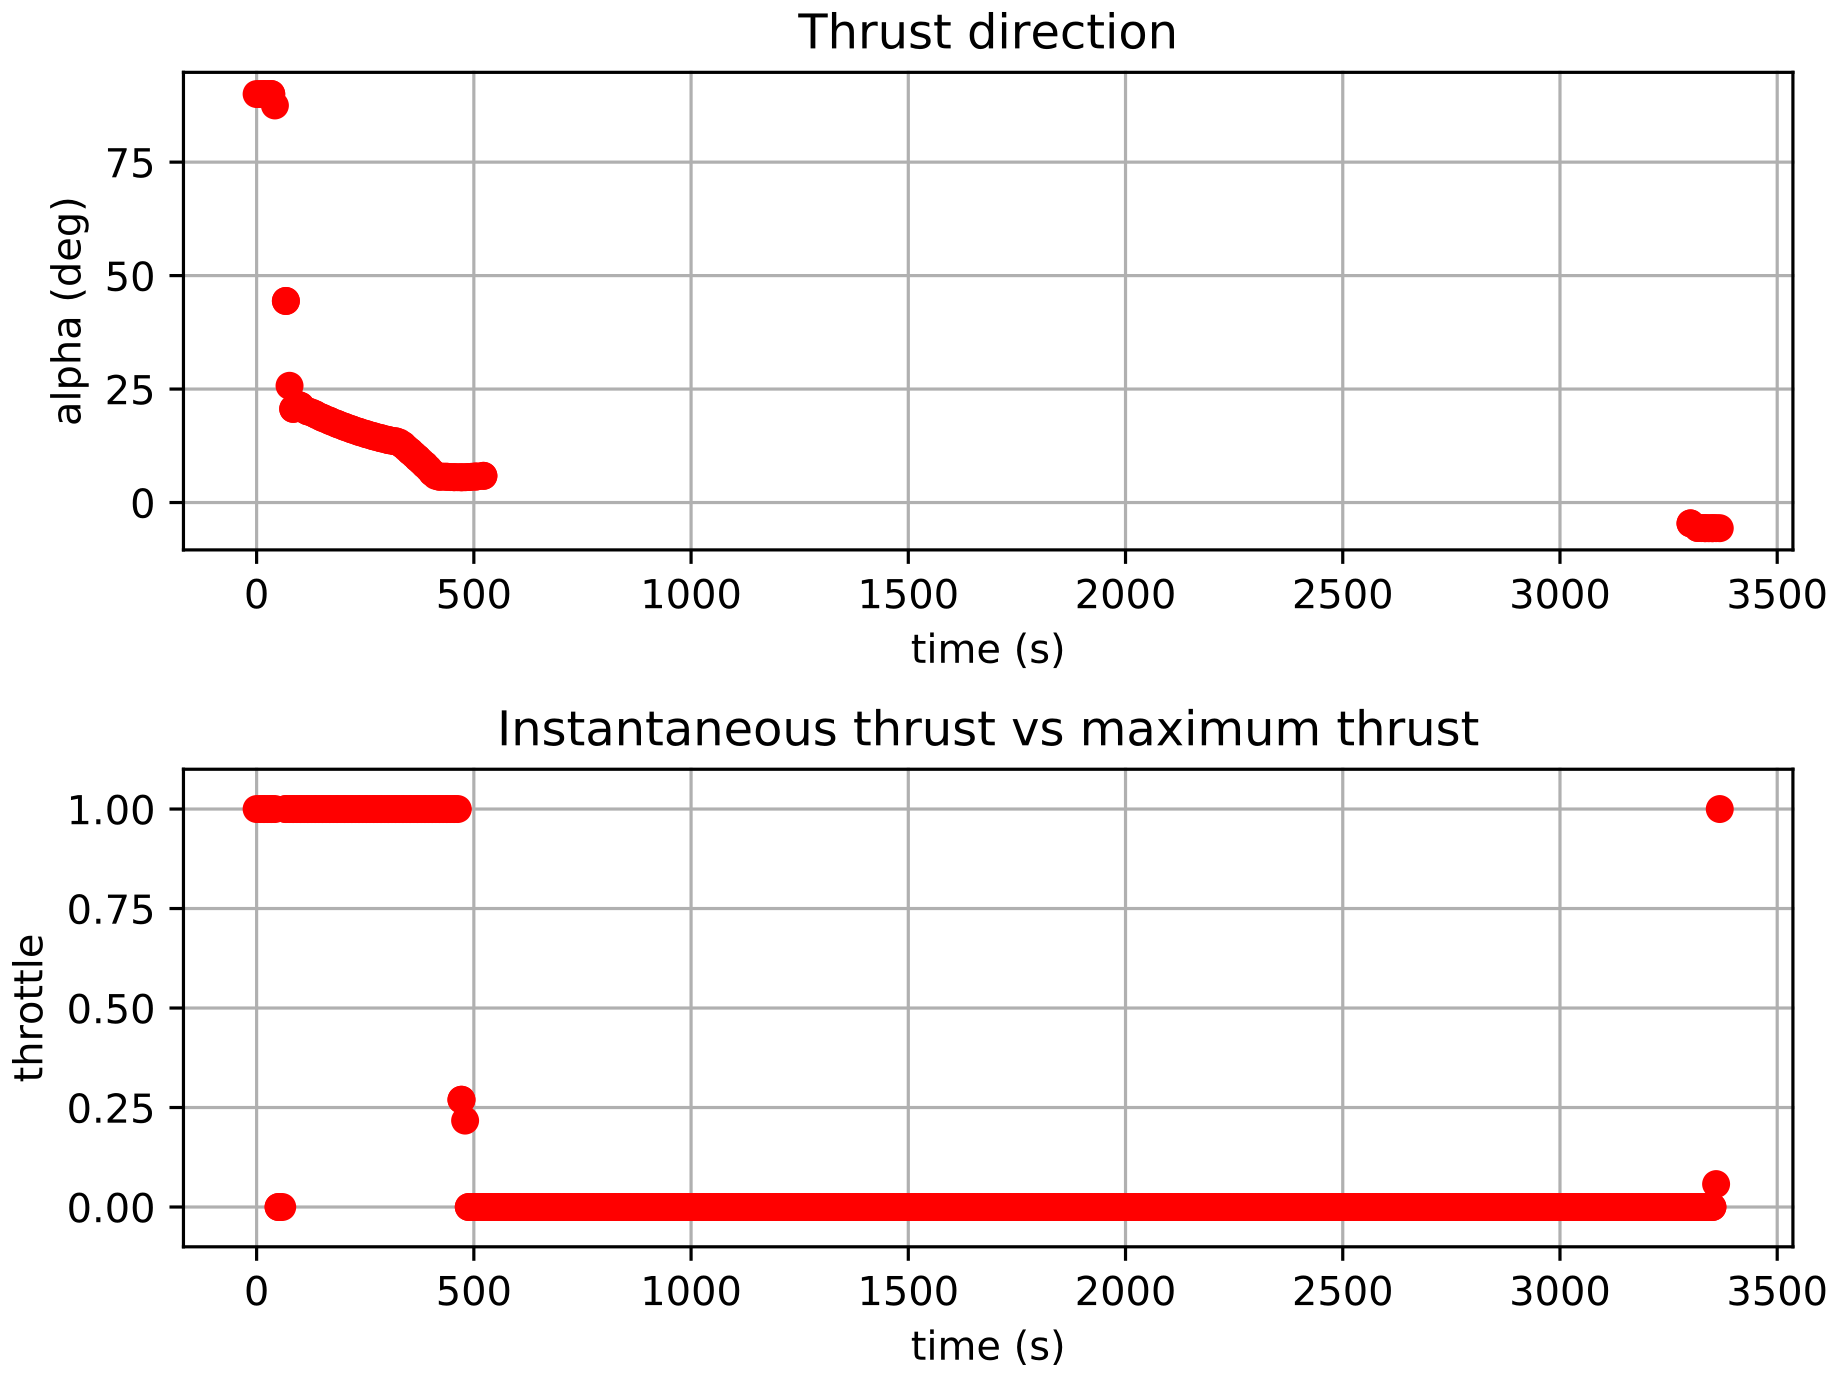 Thrust direction
alpha (deg)
75
50
25
0
0 500 1000 1500 2000 2500 3000 3500
time (s)
Instantaneous thrust vs maximum thrust
throttle
1.00
0.75
0.50
0.25
0.00
0 500 1000 1500 2000 2500 3000 3500
time (s)